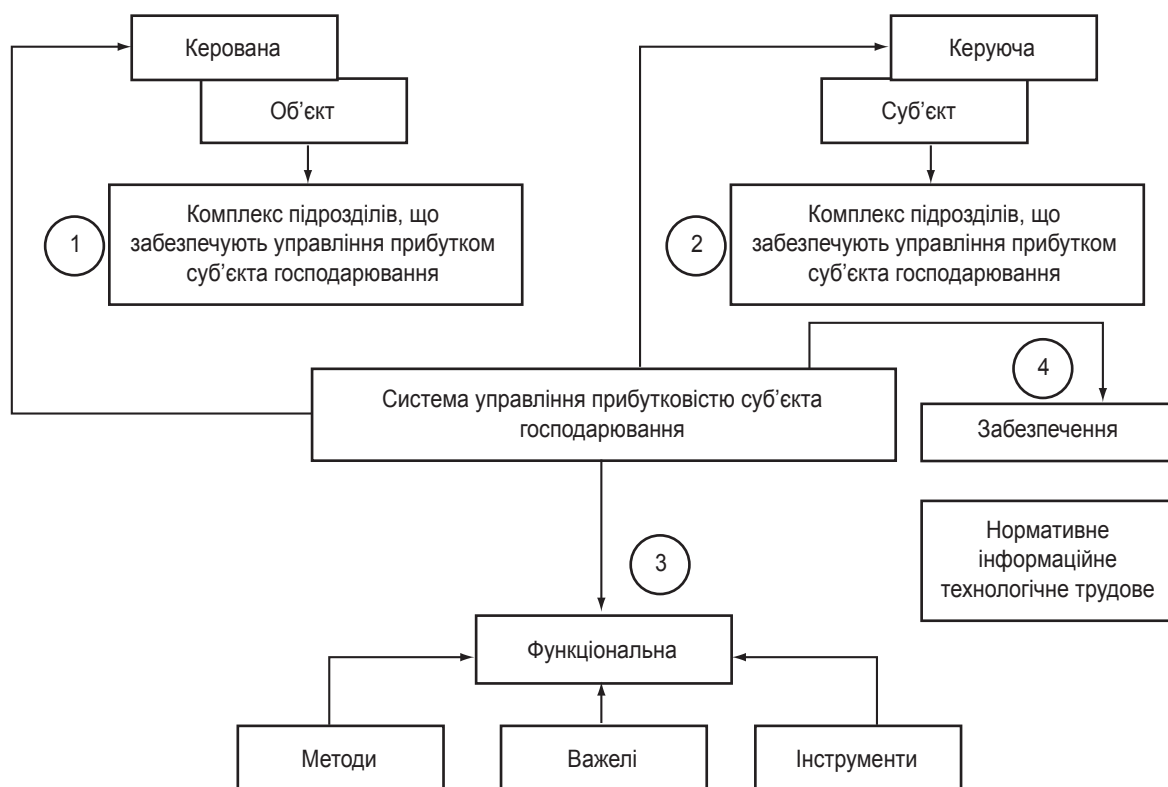 Керована
Об’єкт
1
Комплекс підрозділів, що
забезпечують управління прибутком
суб’єкта господарювання
Керуюча
Суб’єкт
2
Комплекс підрозділів, що
забезпечують управління прибутком
суб’єкта господарювання
Система управління прибутковістю суб’єкта
господарювання
4
Забезпечення
Нормативне
інформаційне
технологічне трудове
3
Функціональна
Методи
Важелі
Інструменти